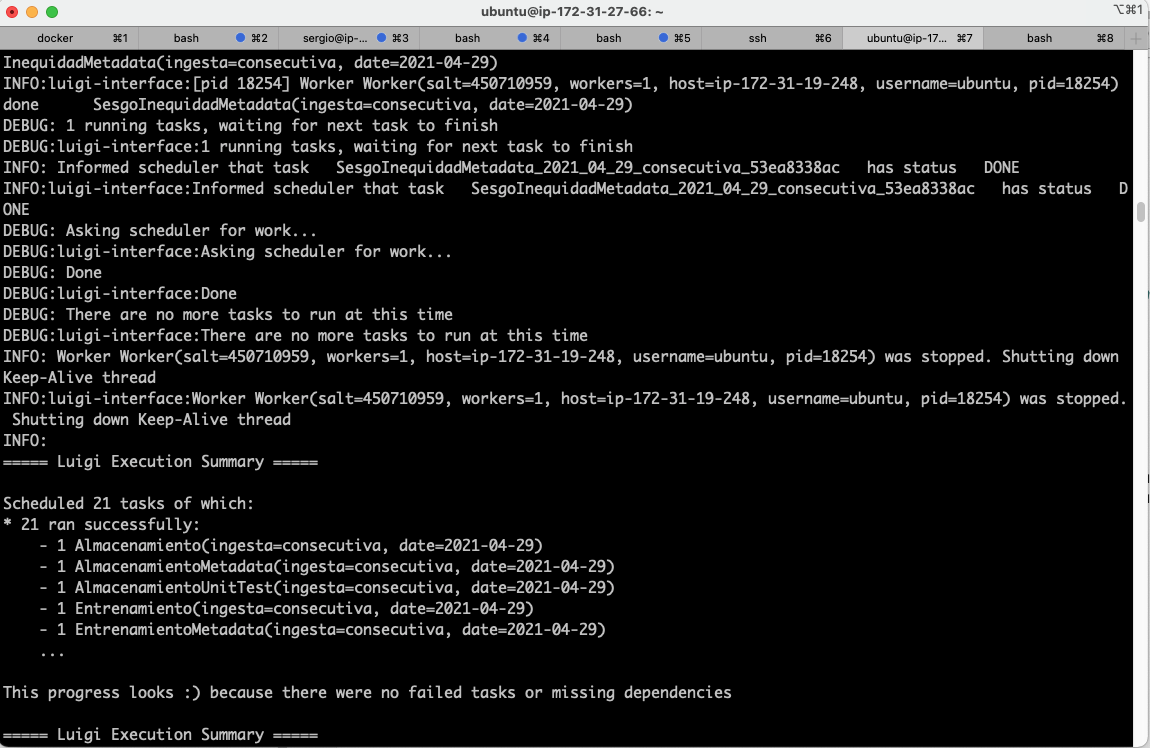 ubuntu@ip-172-31-27-66: ~
⌥⌘1
docker ⌘1 bash ⌘2 sergio@ip-... ⌘3 bash ⌘4 bash ⌘5 ssh ⌘6 ubuntu@ip-17... ⌘7 bash ⌘8 +
InequidadMetadata(ingesta=consecutiva, date=2021-04-29)
INFO:luigi-interface:[pid 18254] Worker Worker(salt=450710959, workers=1, host=ip-172-31-19-248, username=ubuntu, pid=18254)
done      SesgoInequidadMetadata(ingesta=consecutiva, date=2021-04-29)
DEBUG: 1 running tasks, waiting for next task to finish
DEBUG:luigi-interface:1 running tasks, waiting for next task to finish
INFO: Informed scheduler that task   SesgoInequidadMetadata_2021_04_29_consecutiva_53ea8338ac   has status   DONE
INFO:luigi-interface:Informed scheduler that task   SesgoInequidadMetadata_2021_04_29_consecutiva_53ea8338ac   has status   D
ONE
DEBUG: Asking scheduler for work...
DEBUG:luigi-interface:Asking scheduler for work...
DEBUG: Done
DEBUG:luigi-interface:Done
DEBUG: There are no more tasks to run at this time
DEBUG:luigi-interface:There are no more tasks to run at this time
INFO: Worker Worker(salt=450710959, workers=1, host=ip-172-31-19-248, username=ubuntu, pid=18254) was stopped. Shutting down
Keep-Alive thread
INFO:luigi-interface:Worker Worker(salt=450710959, workers=1, host=ip-172-31-19-248, username=ubuntu, pid=18254) was stopped.
 Shutting down Keep-Alive thread
INFO:
===== Luigi Execution Summary =====
Scheduled 21 tasks of which:
* 21 ran successfully:
    - 1 Almacenamiento(ingesta=consecutiva, date=2021-04-29)
    - 1 AlmacenamientoMetadata(ingesta=consecutiva, date=2021-04-29)
    - 1 AlmacenamientoUnitTest(ingesta=consecutiva, date=2021-04-29)
    - 1 Entrenamiento(ingesta=consecutiva, date=2021-04-29)
    - 1 EntrenamientoMetadata(ingesta=consecutiva, date=2021-04-29)
    ...
This progress looks :) because there were no failed tasks or missing dependencies
===== Luigi Execution Summary =====